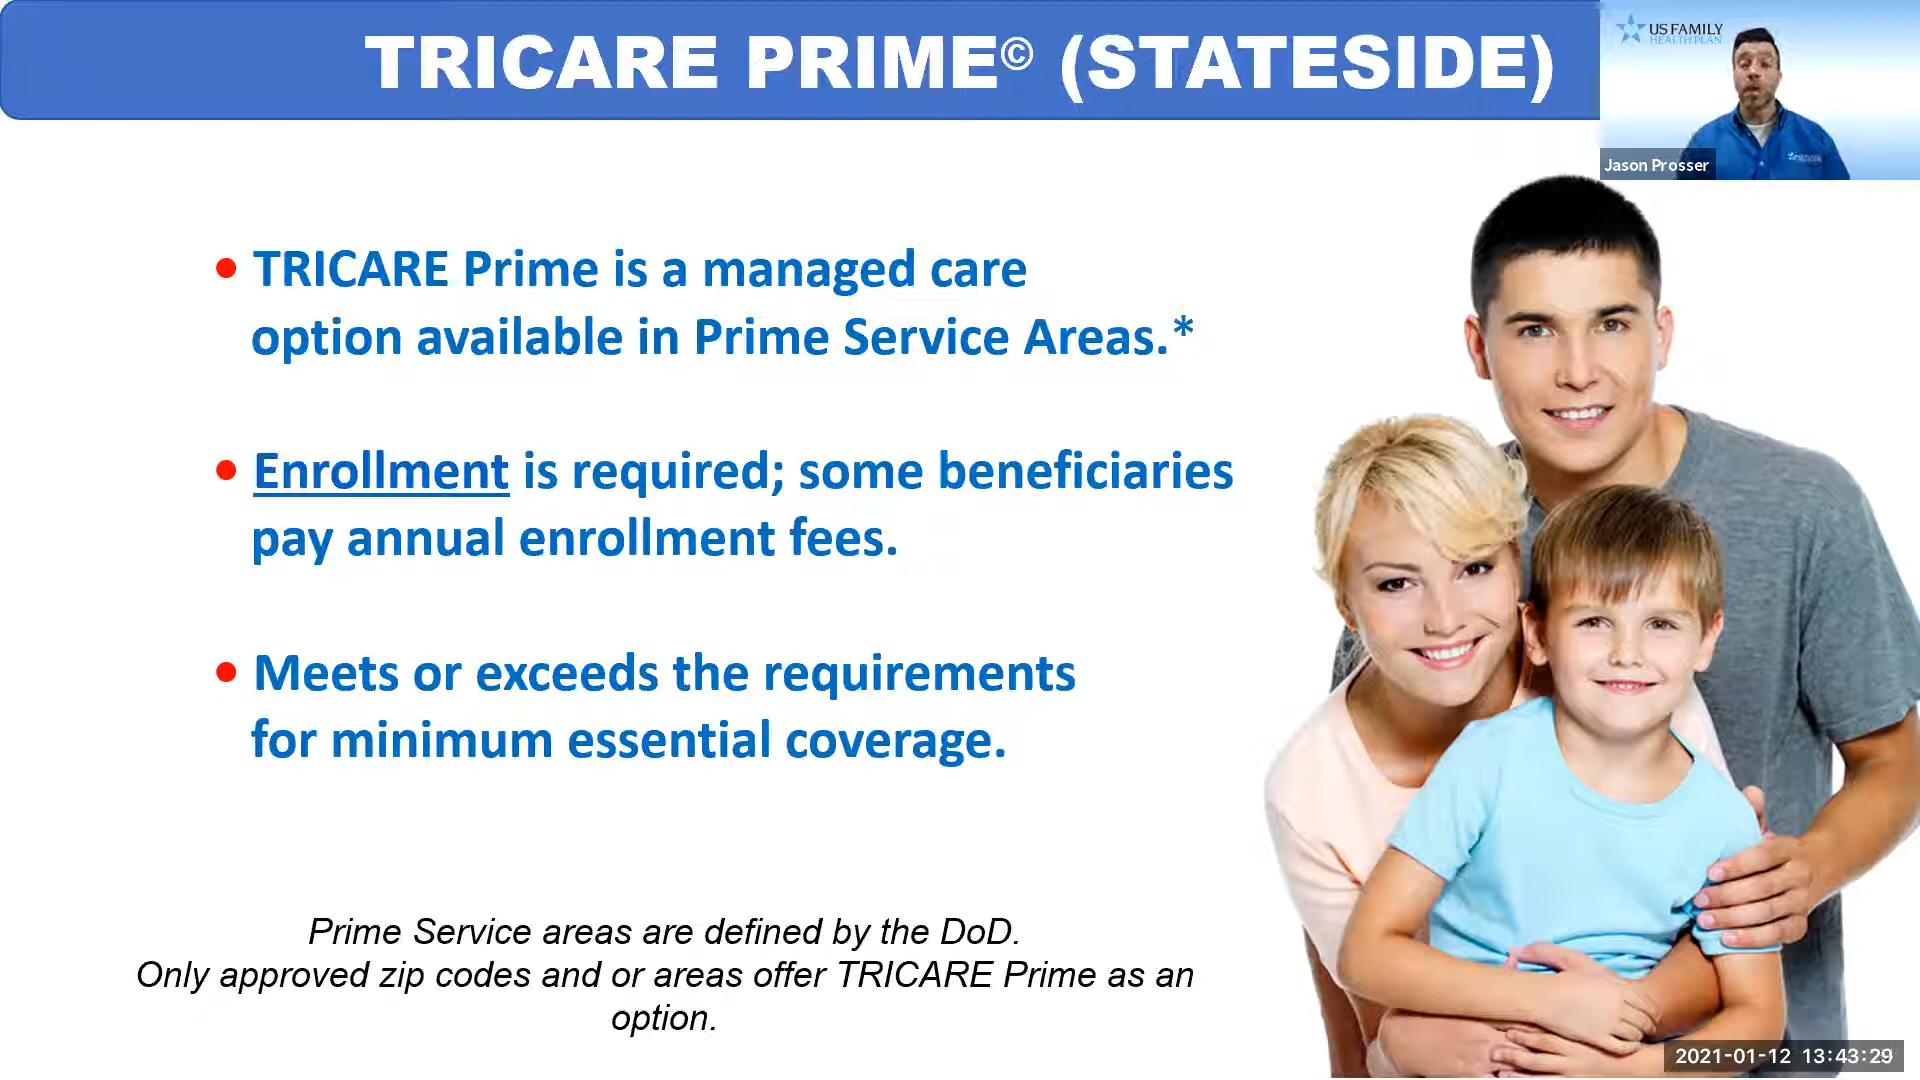 TRICARE PRIME© (STATESIDE)
US FAMILY
HEALTH PLAN
Jason Prosser
• TRICARE Prime is a managed care
option available in Prime Service Areas.*
• Enrollment is required; some beneficiaries
pay annual enrollment fees.
• Meets or exceeds the requirements
for minimum essential coverage.
Prime Service areas are defined by the DoD.
Only approved zip codes and or areas offer TRICARE Prime as an
option.
2021-01-12 13:43:29